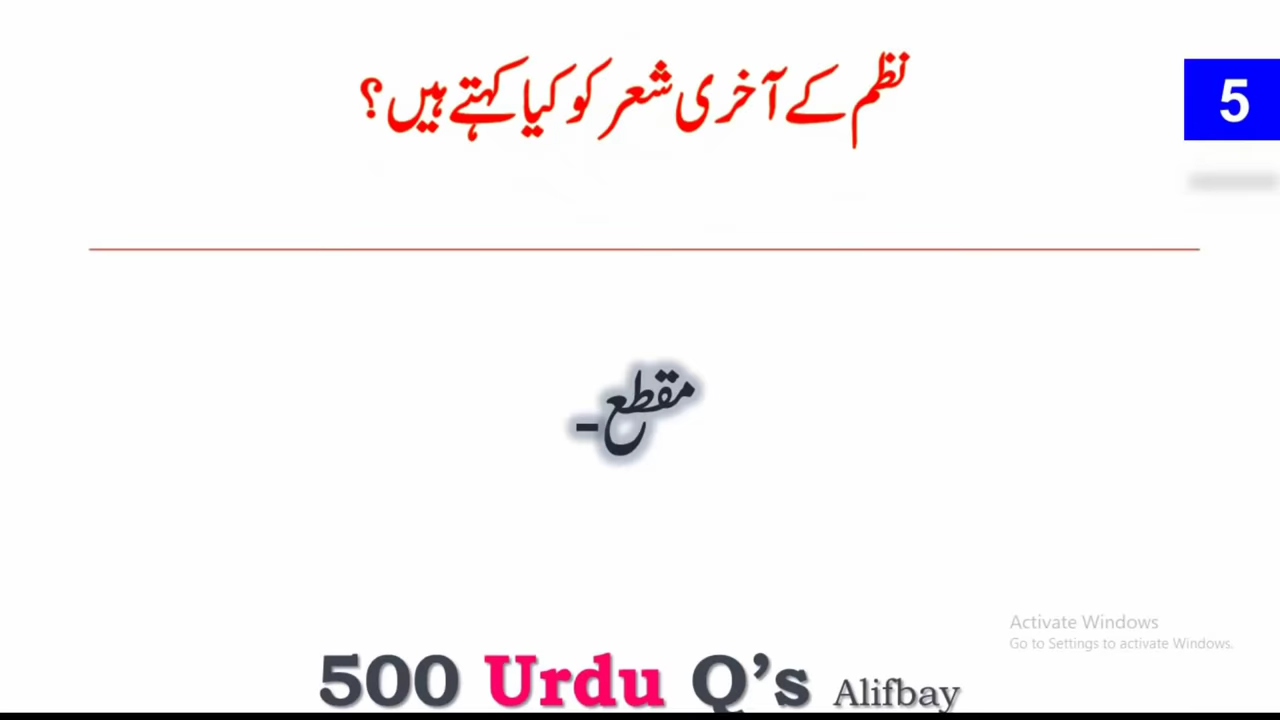 نظم کے آخری شعر کو کیا کہتے ہیں؟
5
مقطع۔
Activate Windows
Go to Settings to activate Windows.
500 Urdu Q’s Alifbay